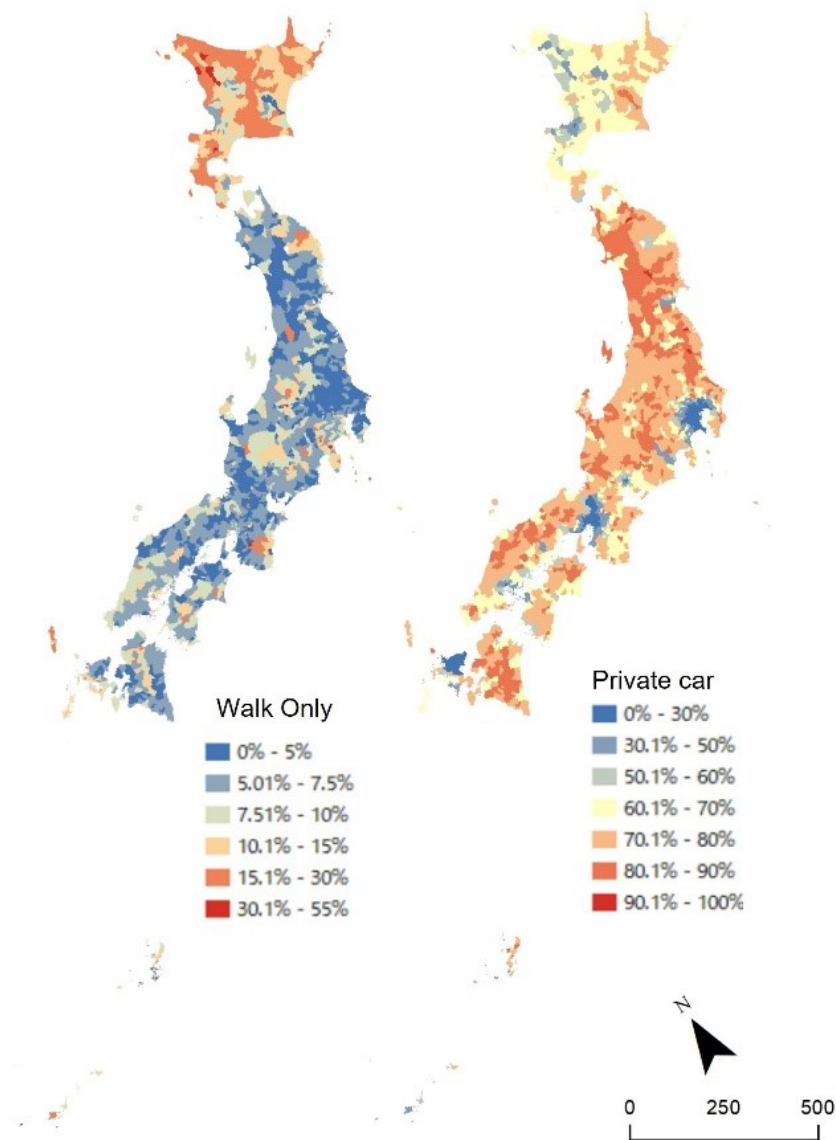 Walk Only
0% - 5%
5.01% - 7.5%
7.51% - 10%
10.1% - 15%
15.1% - 30%
30.1% - 55%
Private car
0% - 30%
30.1% - 50%
50.1% - 60%
60.1% - 70%
70.1% - 80%
80.1% - 90%
90.1% - 100%
N
0 250 500